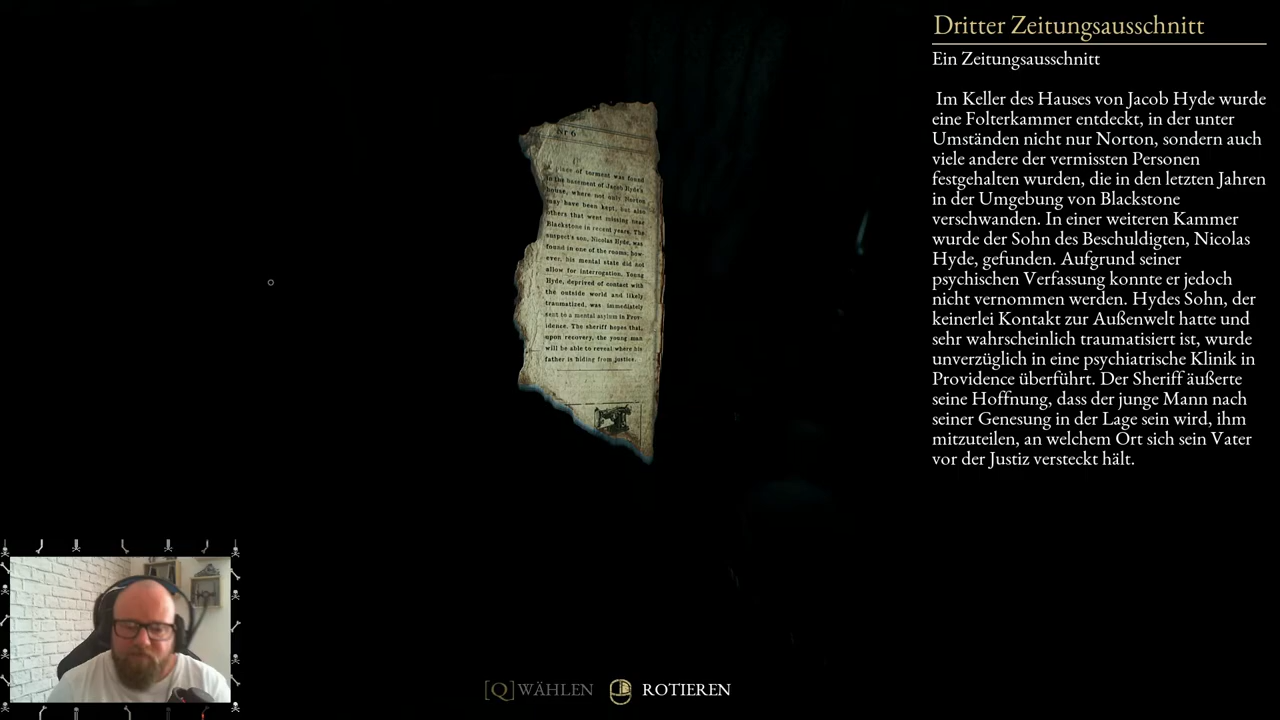 Dritter Zeitungsausschnitt
Ein Zeitungsausschnitt
Im Keller des Hauses von Jacob Hyde wurde
eine Folterkammer entdeckt, in der unter
Umständen nicht nur Norton, sondern auch
viele andere der vermissten Personen
festgehalten wurden, die in den letzten Jahren
in der Umgebung von Blackstone
verschwanden. In einer weiteren Kammer
wurde der Sohn des Beschuldigten, Nicolas
Hyde, gefunden. Aufgrund seiner
psychischen Verfassung konnte er jedoch
nicht vernommen werden. Hydes Sohn, der
keinerlei Kontakt zur Außenwelt hatte und
sehr wahrscheinlich traumatisiert ist, wurde
unverzüglich in eine psychiatrische Klinik in
Providence überführt. Der Sheriff äußerte
seine Hoffnung, dass der junge Mann nach
seiner Genesung in der Lage sein wird, ihm
mitzuteilen, an welchem Ort sich sein Vater
vor der Justiz versteckt hält.
Nr 6
of torment was found
in the basement of Jacob Hyde's
house, where not only Norton
may have been kept, but also
others that went missing near
Blackstone in recent years. The
suspect's son, Nicolas Hyde, was
found in one of the rooms; how-
ever, his mental state did not
allow for interrogation. Young
Hyde, deprived of contact with
the outside world and likely
traumatized, was immediately
sent to a mental asylum in Prov-
idence. The sheriff hopes that,
upon recovery, the young man
will be able to reveal where his
father is hiding from justice.
[Q] WÄHLEN ROTIEREN